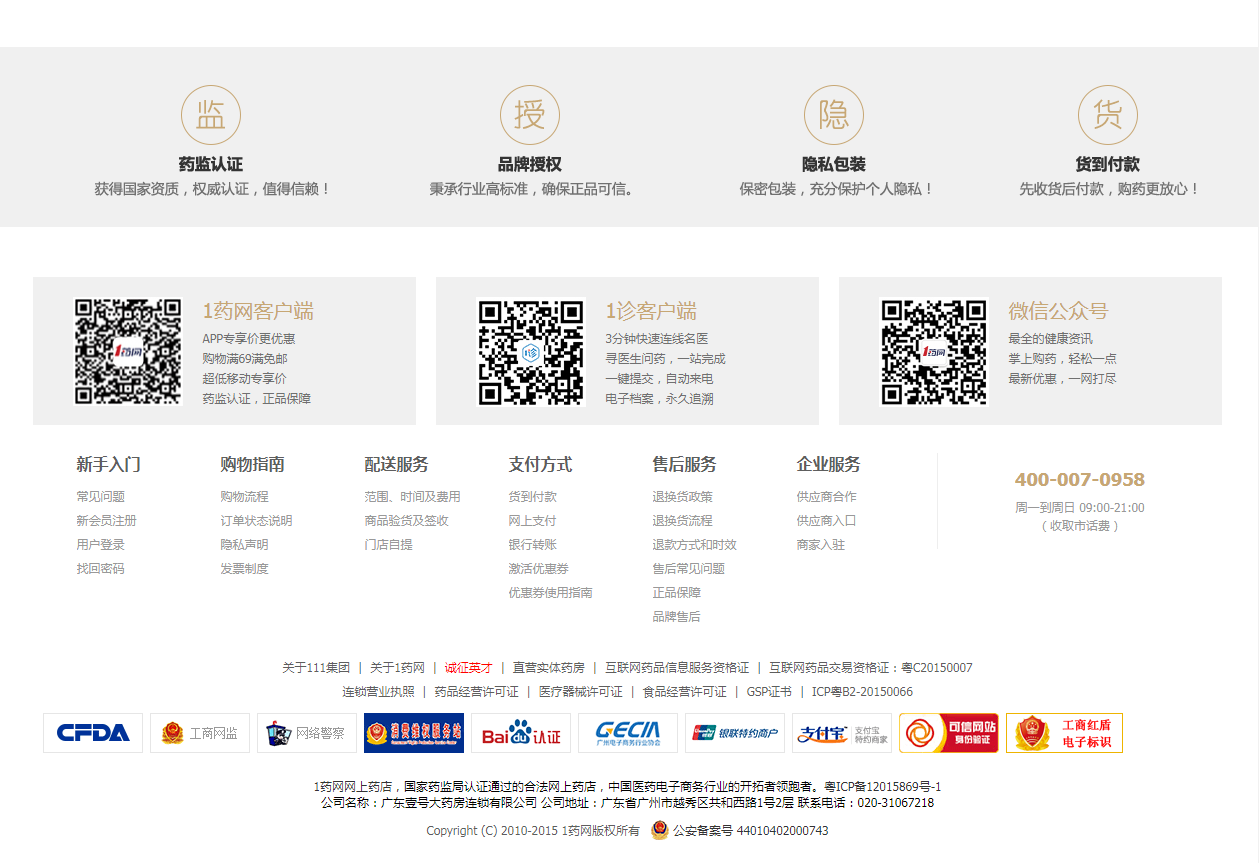 监 授 隐 货
药监认证 品牌授权 隐私包装 货到付款
获得国家资质，权威认证，值得信赖！ 秉承行业高标准，确保正品可信。 保密包装，充分保护个人隐私！ 先收货后付款，购药更放心！
1药网
1药网客户端
APP专享价更优惠
购物满69满免邮
超低移动专享价
药监认证，正品保障
1诊
1诊客户端
3分钟快速连线名医
寻医生问药，一站完成
一键提交，自动来电
电子档案，永久追溯
1药网
微信公众号
最全的健康资讯
掌上购药，轻松一点
最新优惠，一网打尽
新手入门
常见问题
新会员注册
用户登录
找回密码
购物指南
购物流程
订单状态说明
隐私声明
发票制度
配送服务
范围、时间及费用
商品验货及签收
门店自提
支付方式
货到付款
网上支付
银行转账
激活优惠券
优惠券使用指南
售后服务
退换货政策
退换货流程
退款方式和时效
售后常见问题
正品保障
品牌售后
企业服务
供应商合作
供应商入口
商家入驻
400-007-0958
周一到周日 09:00-21:00
（ 收取市话费 ）
关于111集团 | 关于1药网 | 诚征英才 | 直营实体药房 | 互联网药品信息服务资格证 | 互联网药品交易资格证：粤C20150007
连锁营业执照 | 药品经营许可证 | 医疗器械许可证 | 食品经营许可证 | GSP证书 | ICP粤B2-20150066
CFDA
工商网监
网络警察
消费维权服务站
Baidu认证
GECIA
广州电子商务行业协会
UnionPay 银联特约商户
支付宝 支付宝
特约商家
可信网站
身份验证
工商红盾
电子标识
1药网网上药店，国家药监局认证通过的合法网上药店，中国医药电子商务行业的开拓者领跑者。粤ICP备12015869号-1
公司名称：广东壹号大药房连锁有限公司 公司地址：广东省广州市越秀区共和西路1号2层 联系电话：020-31067218
Copyright (C) 2010-2015 1药网版权所有 公安备案号 44010402000743